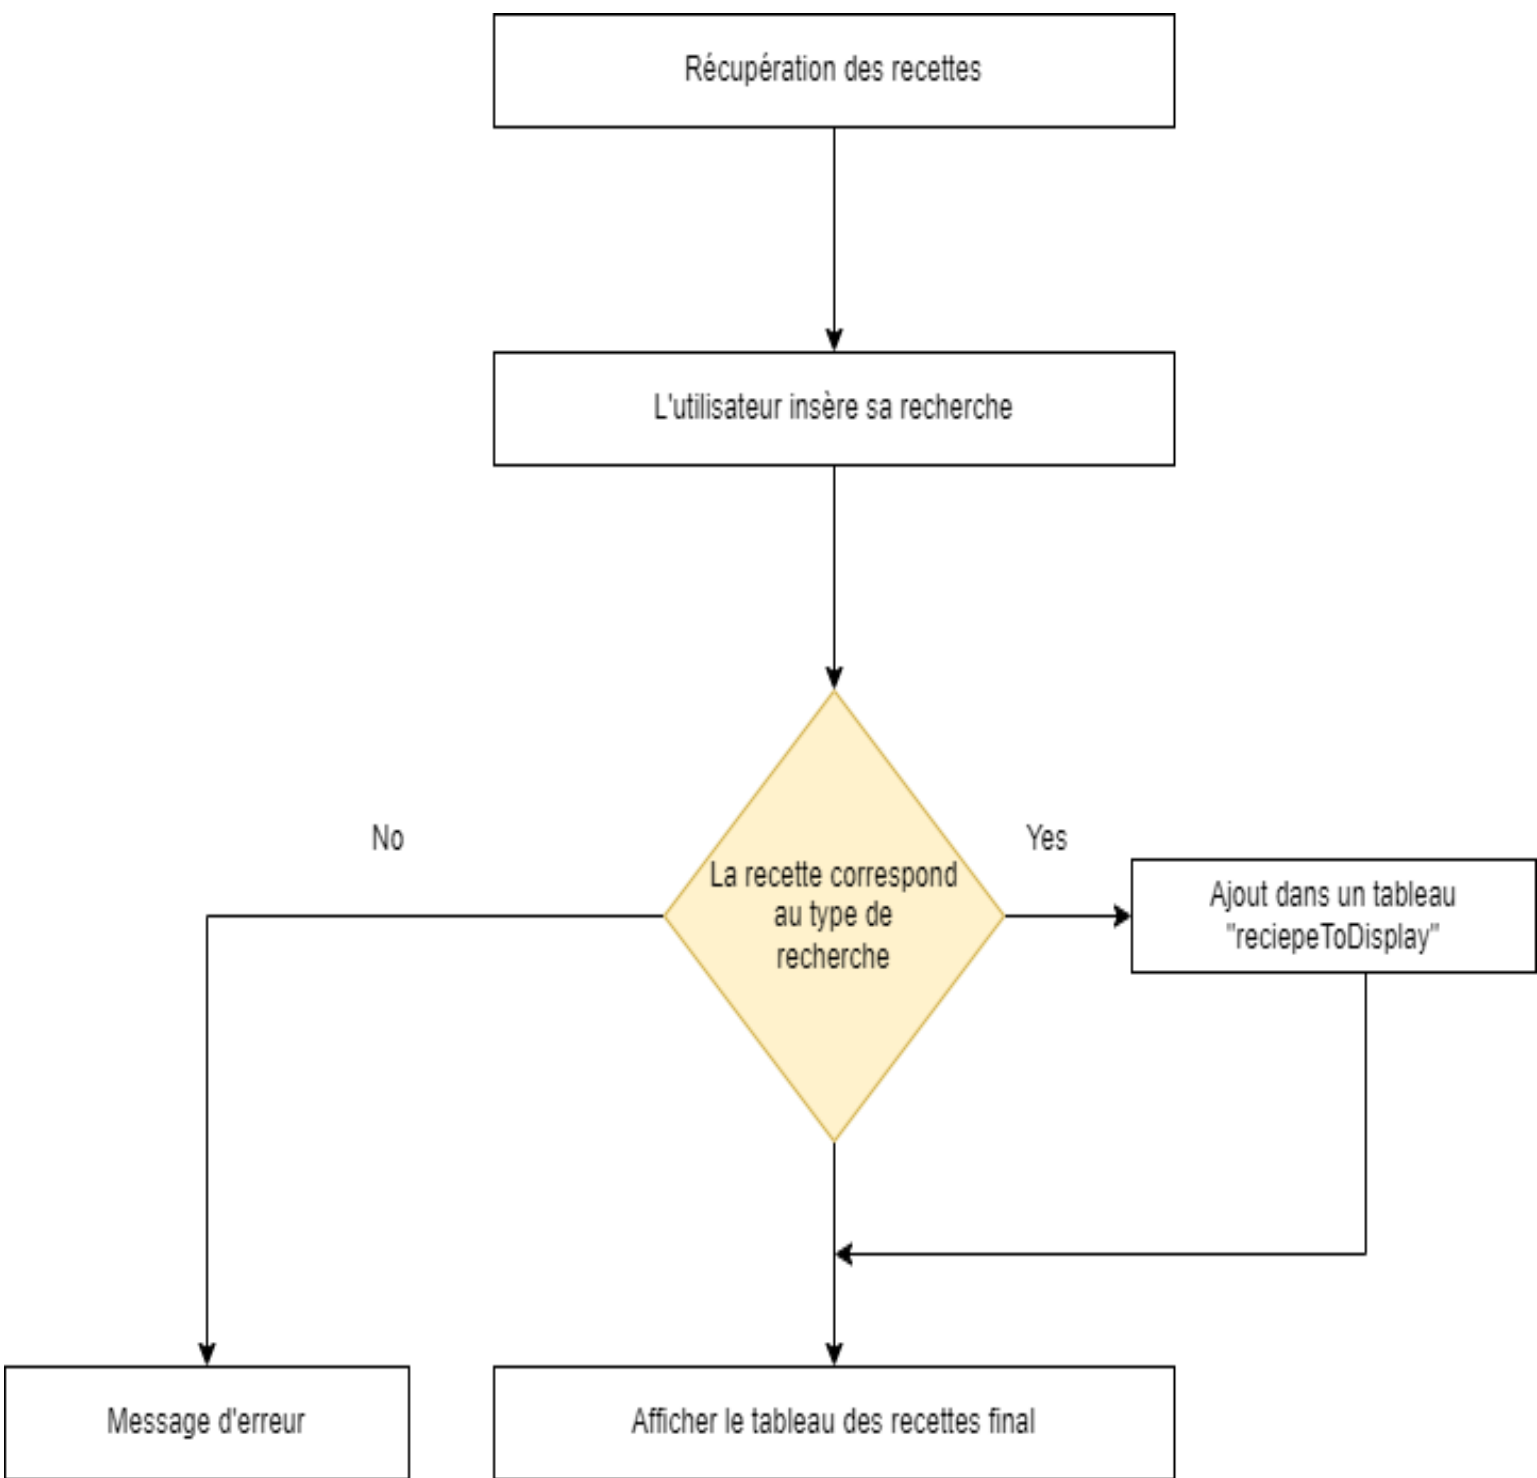 Récupération des recettes
L'utilisateur insère sa recherche
No
Yes
La recette correspond
au type de
recherche
Ajout dans un tableau
"reciepeToDisplay"
Message d'erreur
Afficher le tableau des recettes final